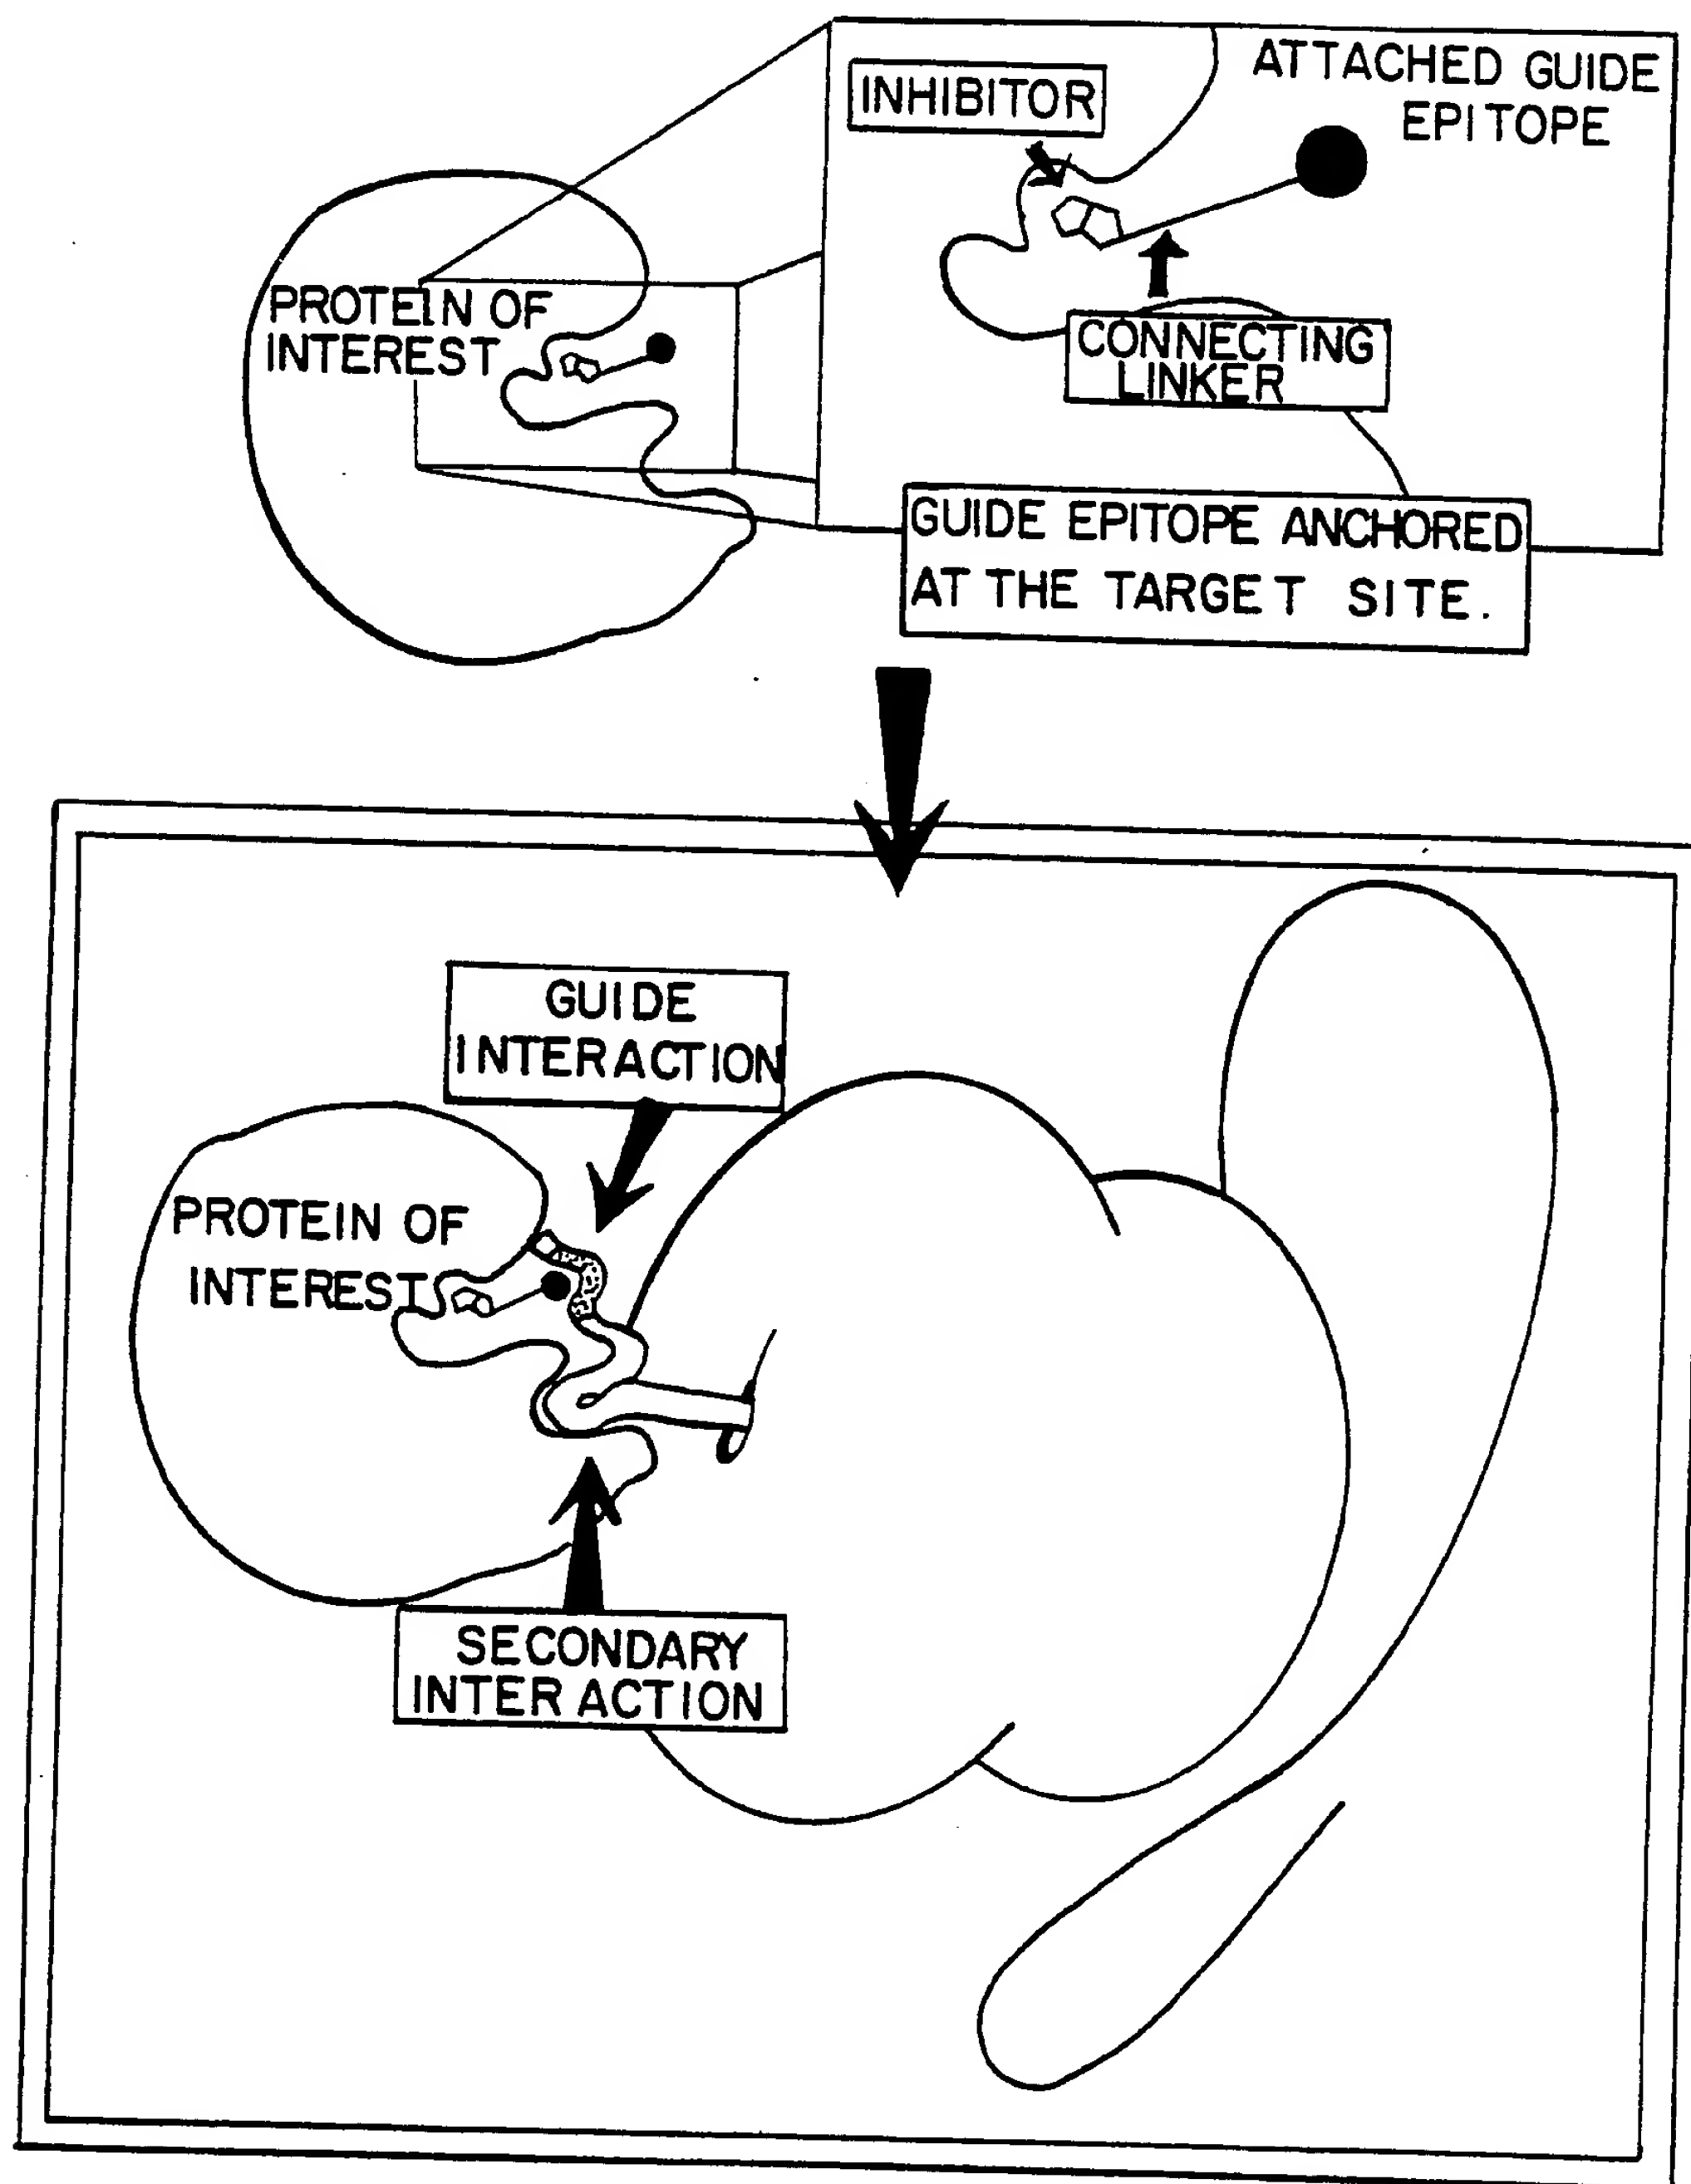 INHIBITOR
ATTACHED GUIDE
EPITOPE
PROTEIN OF
INTEREST
CONNECTING
LINKER
GUIDE EPITOPE ANCHORED
AT THE TARGET SITE.
GUIDE
INTERACTION
PROTEIN OF
INTEREST
SECONDARY
INTERACTION